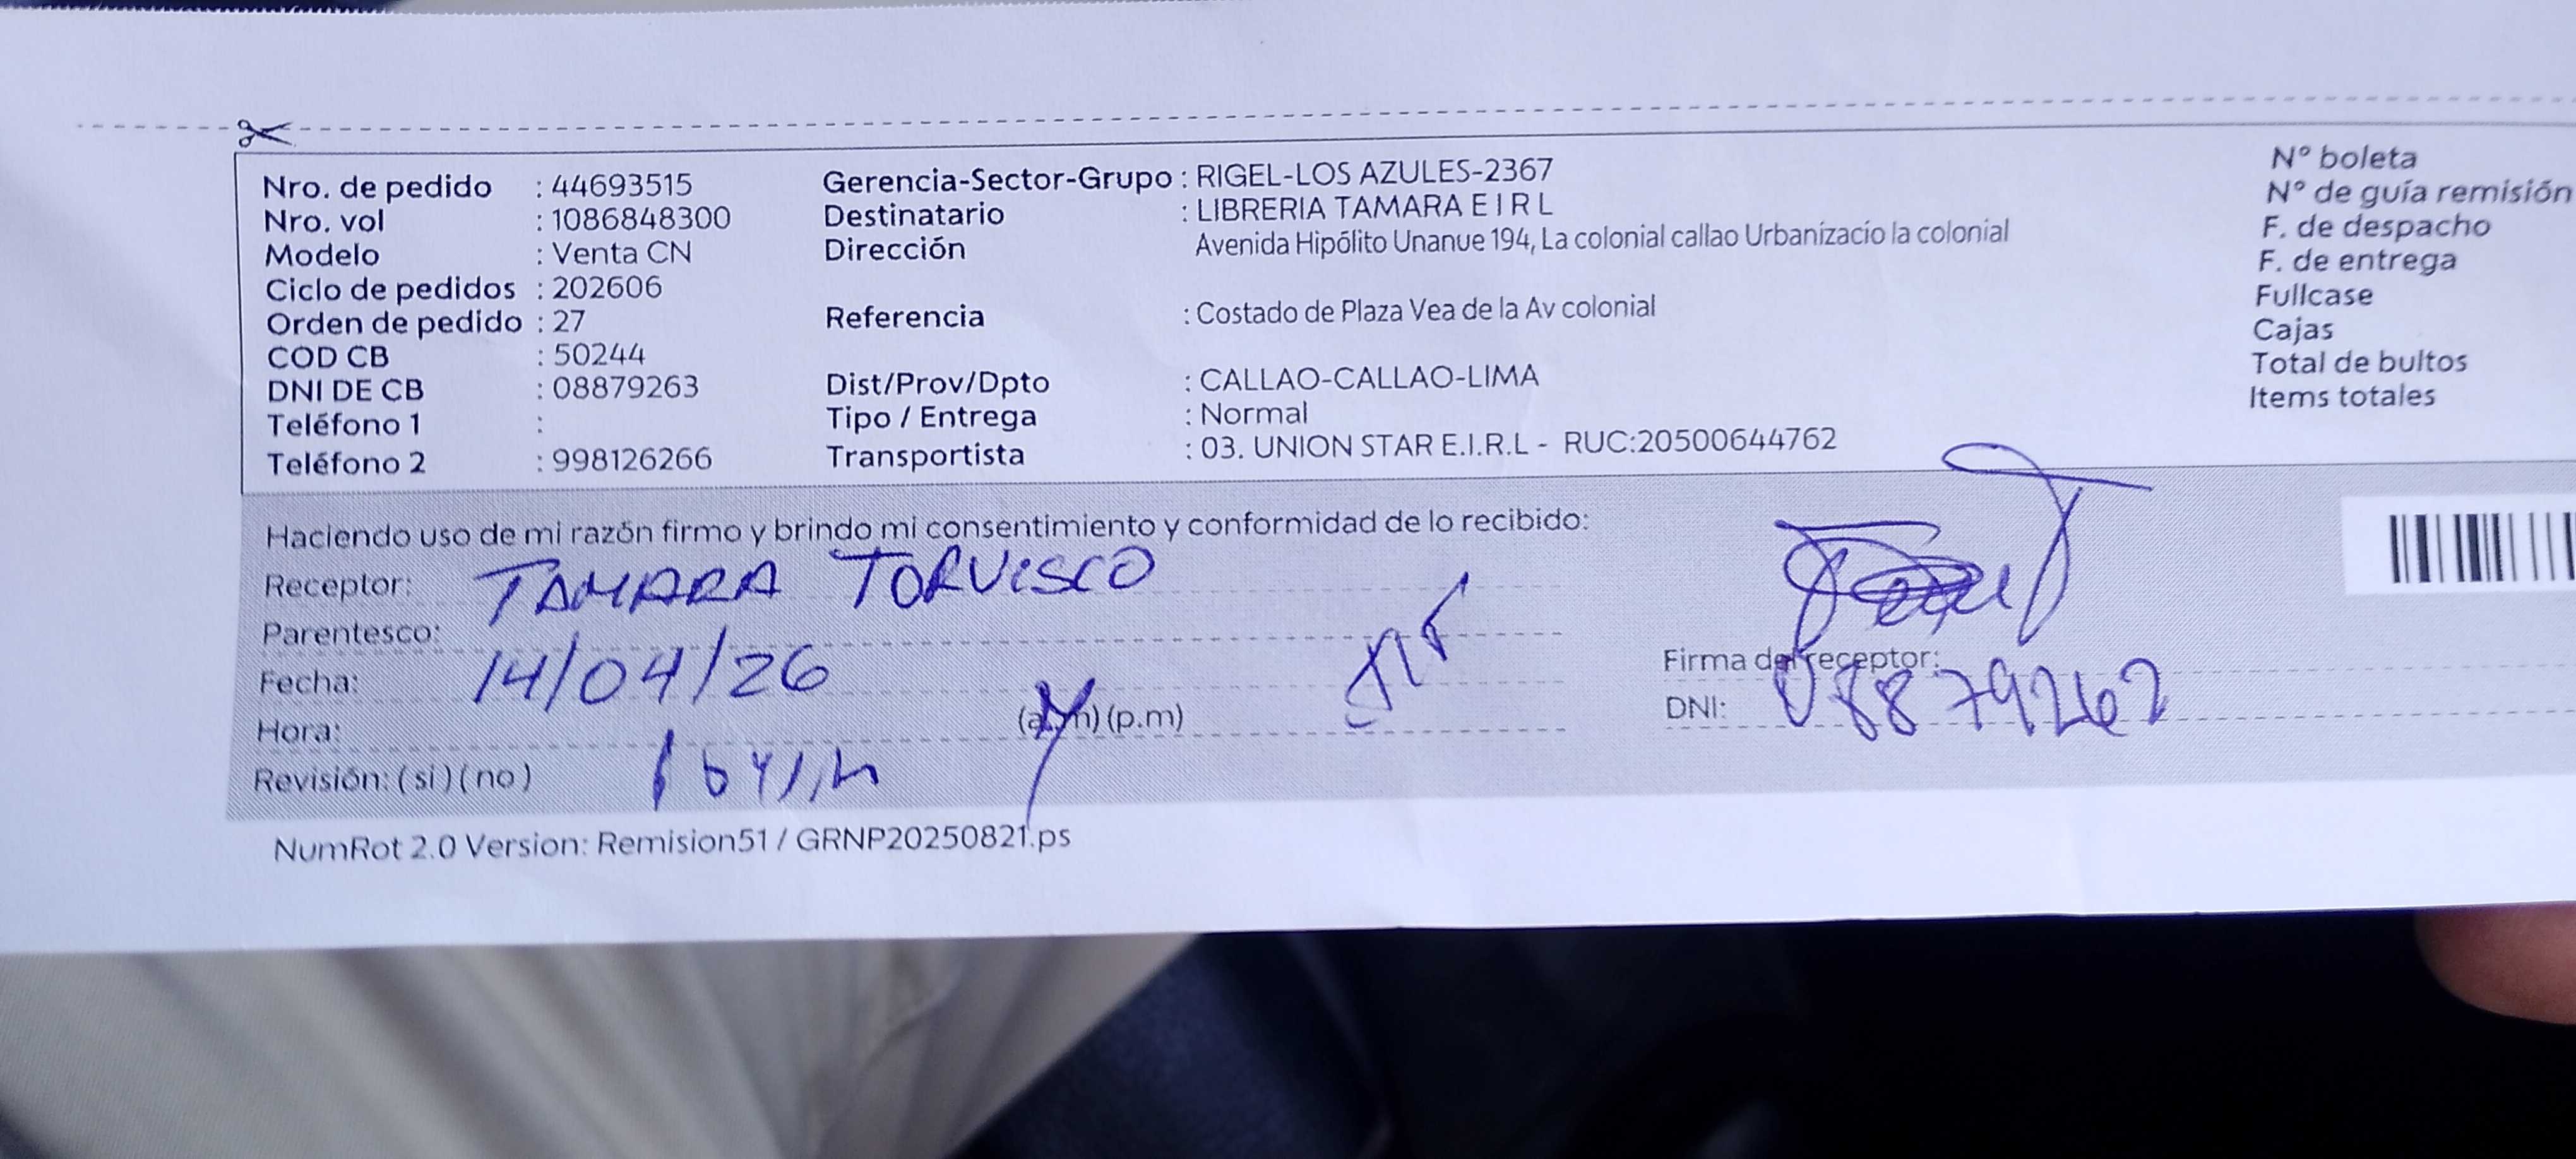 Nro. de pedido : 44693515
Nro. vol : 1086848300
Modelo : Venta CN
Ciclo de pedidos : 202606
Orden de pedido : 27
COD CB : 50244
DNI DE CB : 08879263
Teléfono 1 :
Teléfono 2 : 998126266
Gerencia-Sector-Grupo : RIGEL-LOS AZULES-2367
Destinatario : LIBRERIA TAMARA E I R L
Dirección Avenida Hipólito Unanue 194, La colonial callao Urbanizacio la colonial
Referencia : Costado de Plaza Vea de la Av colonial
Dist/Prov/Dpto : CALLAO-CALLAO-LIMA
Tipo / Entrega : Normal
Transportista : 03. UNION STAR E.I.R.L - RUC:20500644762
N° boleta
N° de guía remisión
F. de despacho
F. de entrega
Fullcase
Cajas
Total de bultos
Items totales
Haciendo uso de mi razón firmo y brindo mi consentimiento y conformidad de lo recibido:
Receptor: TAMARA TORVISCO
Parentesco:
Fecha: 14/04/26
Hora: (a.m) (p.m)
Revisión: ( si ) ( no )
Firma del receptor:
DNI: 08879262
NumRot 2.0 Version: Remision51 / GRNP20250821.ps